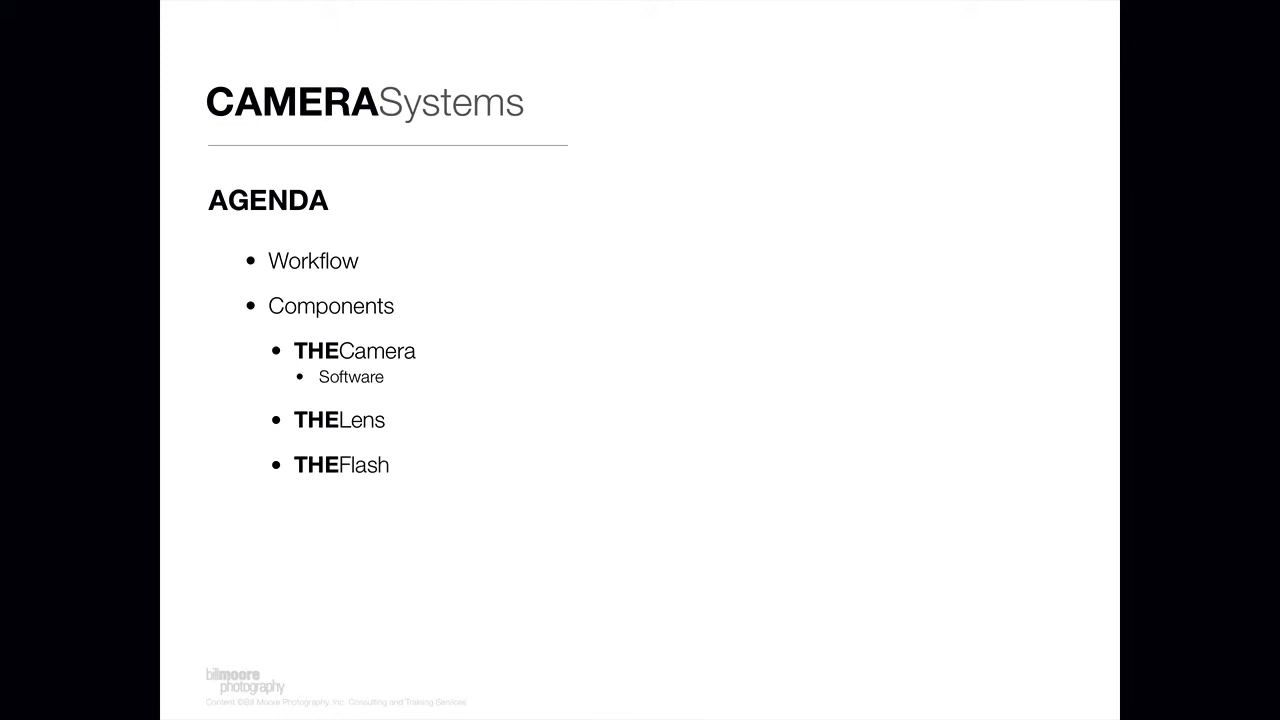 CAMERASystems
AGENDA
• Workflow
• Components
• THECamera
• Software
• THELens
• THEFlash
billmoore
photography
Content ©Bill Moore Photography, Inc. Consulting and Training Services